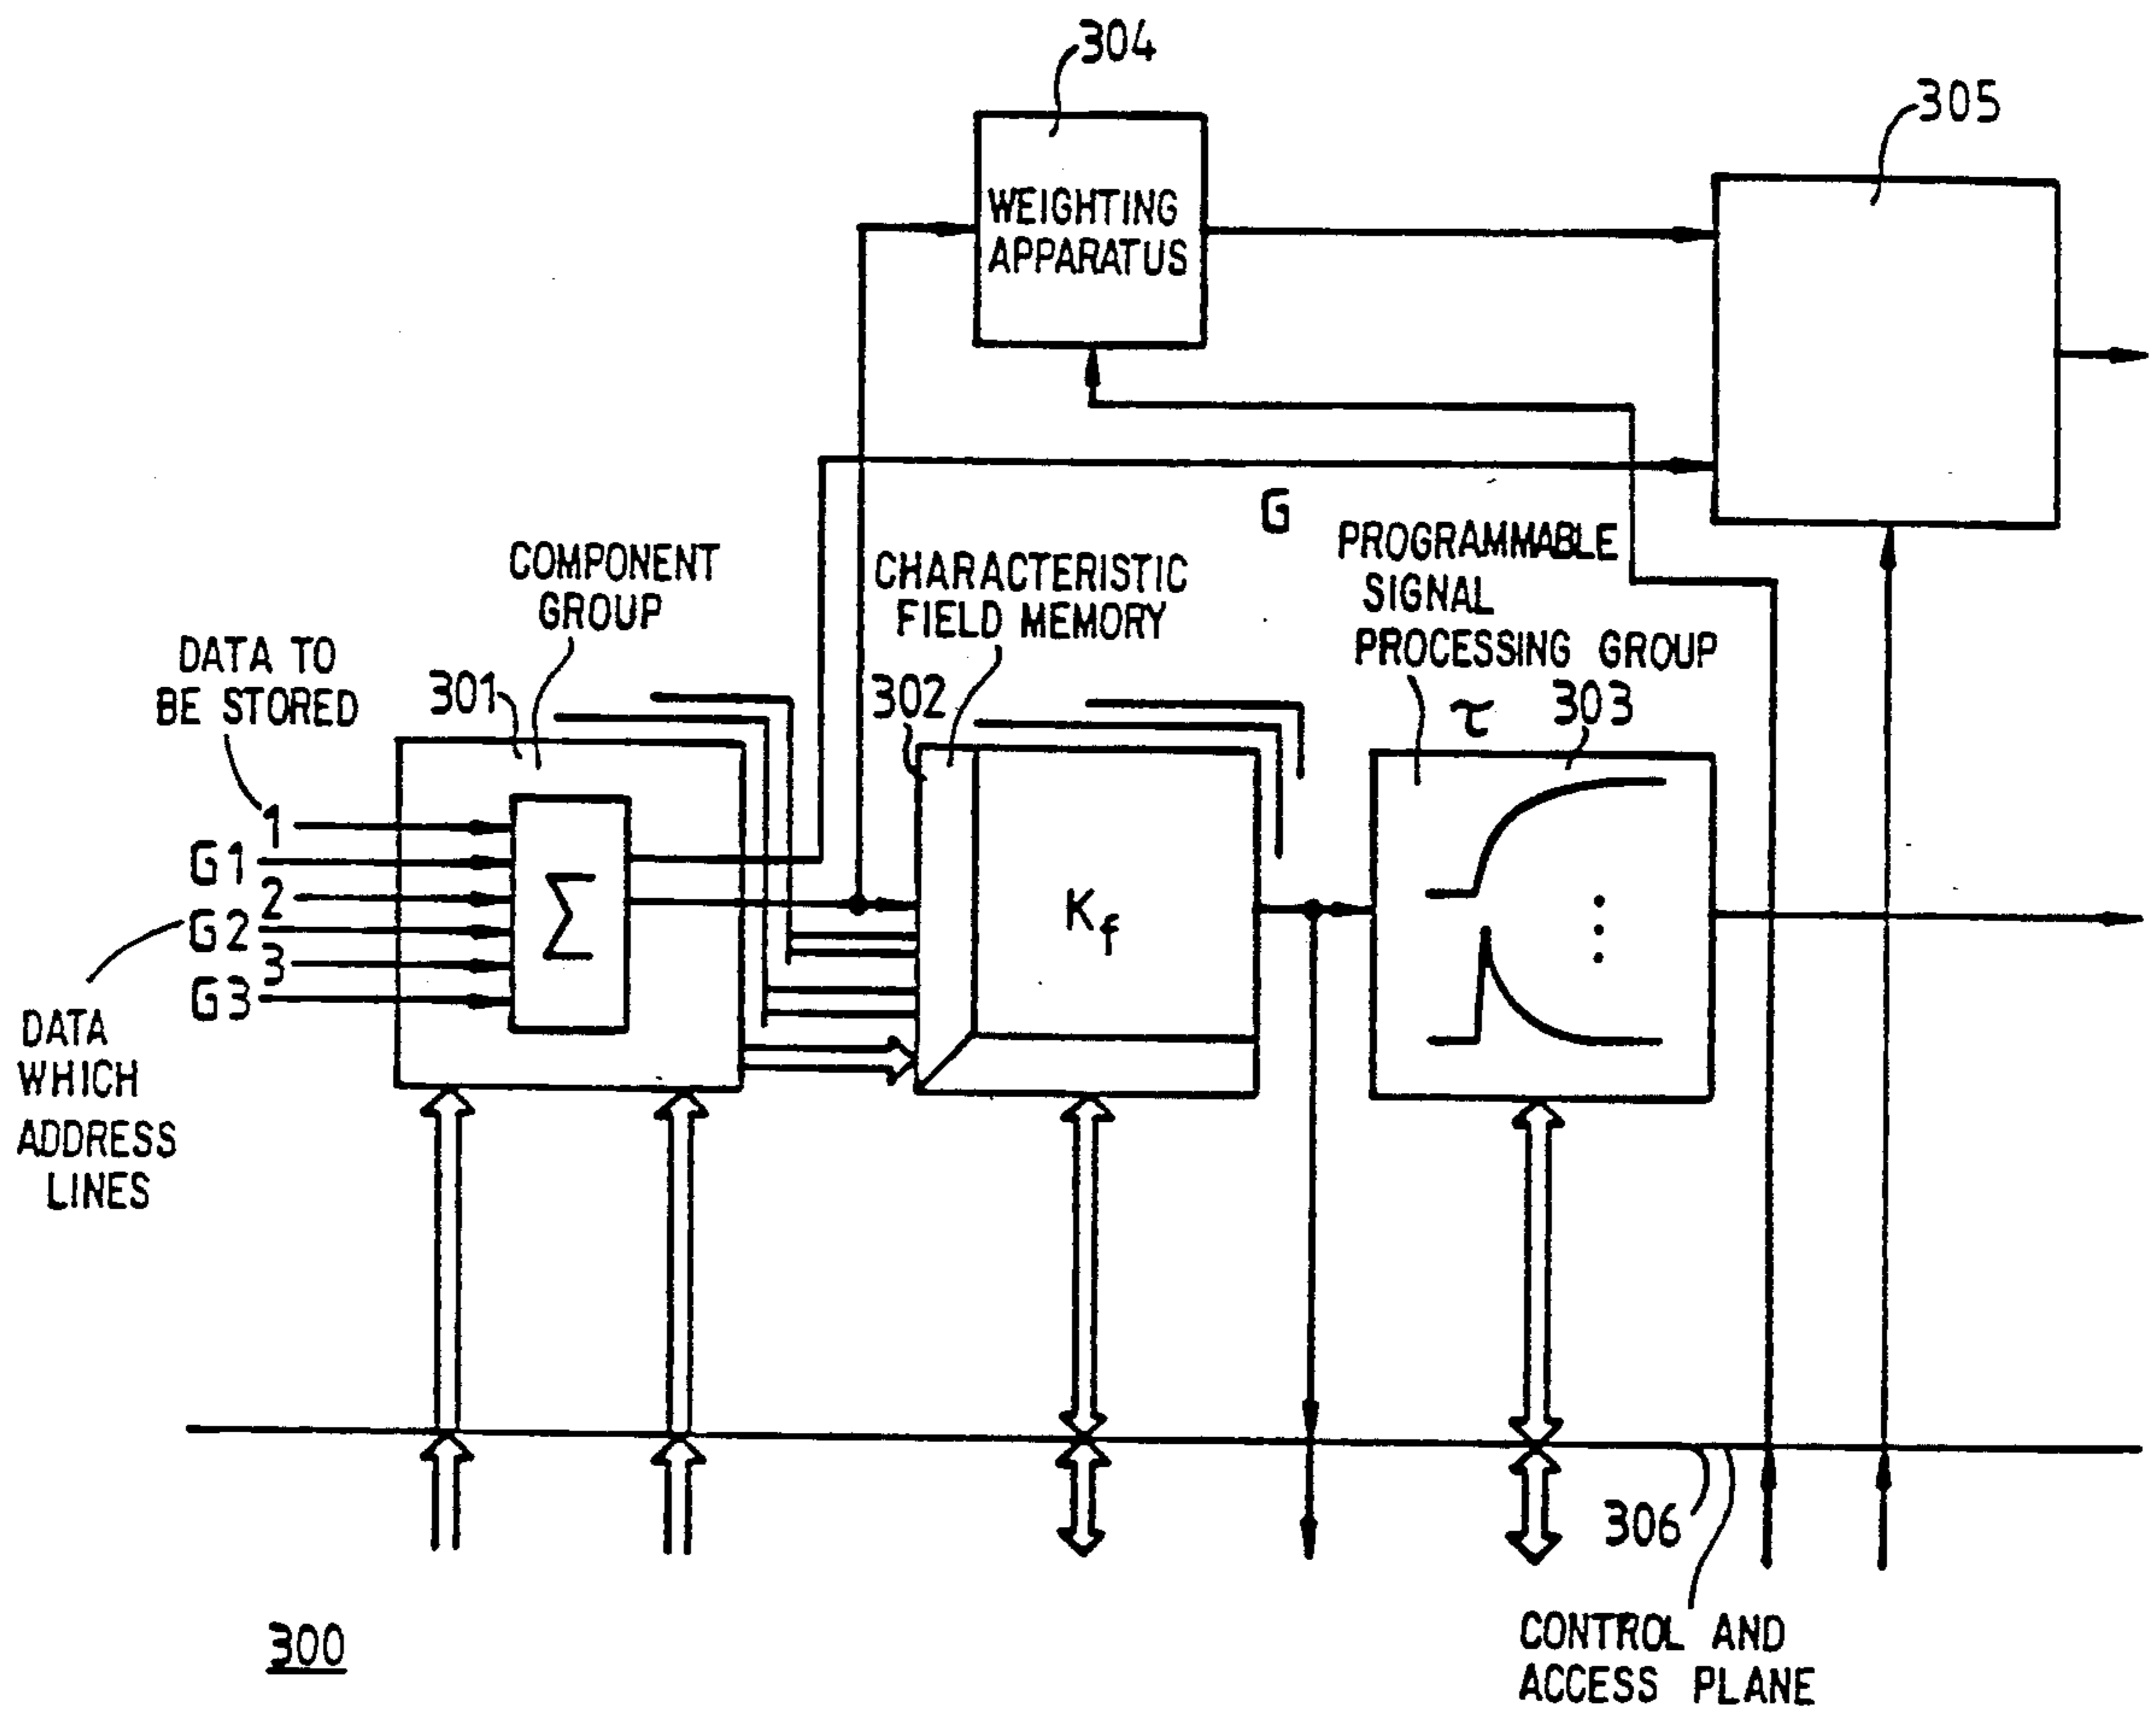 304
305
WEIGHTING
APPARATUS
G
PROGRAMMABLE
SIGNAL
PROCESSING GROUP
COMPONENT
GROUP
CHARACTERISTIC
FIELD MEMORY
DATA TO
BE STORED
301
302
τ
303
1
G1
2
G2
3
G3
Σ
Kf
DATA
WHICH
ADDRESS
LINES
306
CONTROL AND
ACCESS PLANE
300